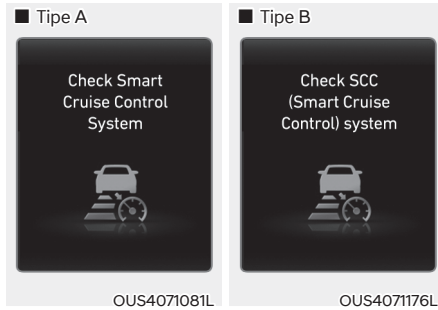 ■ Tipe A
Check Smart
Cruise Control
System
OUS4071081L
■ Tipe B
Check SCC
(Smart Cruise
Control) system
OUS4071176L